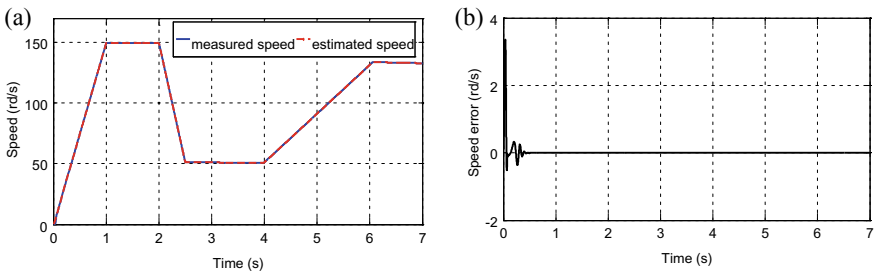 (a)
measured speed estimated speed
150
100
50
0
Speed (rd/s)
0 1 2 3 4 5 6 7
Time (s)
(b)
4
2
0
-2
Speed error (rd/s)
0 1 2 3 4 5 6 7
Time (s)